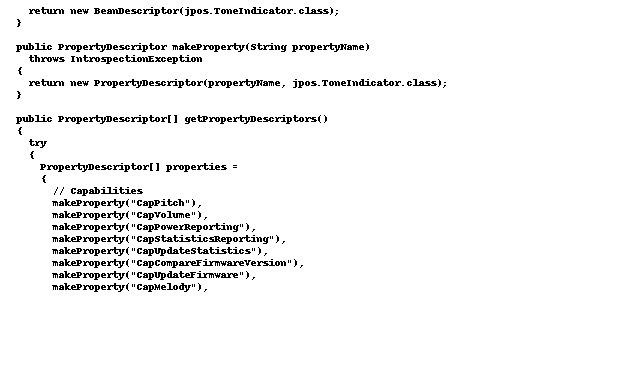 return new BeanDescriptor(jpos.ToneIndicator.class);
}
public PropertyDescriptor makeProperty(String propertyName)
throws IntrospectionException
{
return new PropertyDescriptor(propertyName, jpos.ToneIndicator.class);
}
public PropertyDescriptor[] getPropertyDescriptors()
{
try
{
PropertyDescriptor[] properties =
{
// Capabilities
makeProperty("CapPitch"),
makeProperty("CapVolume"),
makeProperty("CapPowerReporting"),
makeProperty("CapStatisticsReporting"),
makeProperty("CapUpdateStatistics"),
makeProperty("CapCompareFirmwareVersion"),
makeProperty("CapUpdateFirmware"),
makeProperty("CapMelody"),